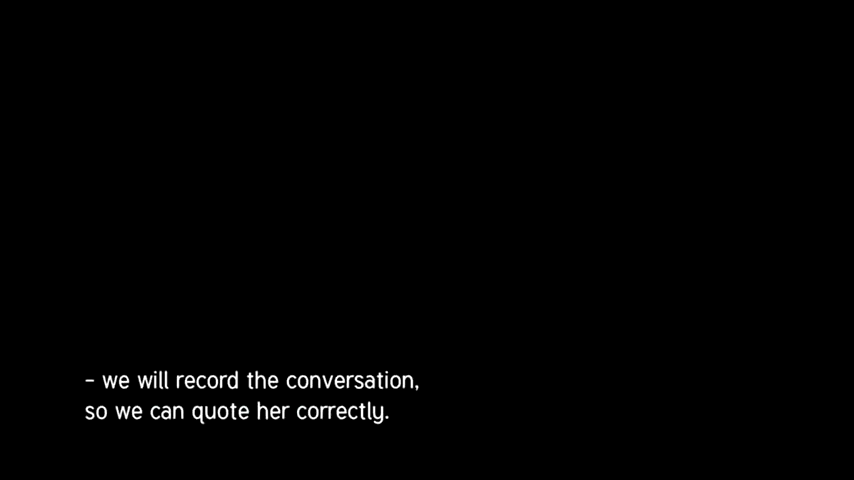 - we will record the conversation,
so we can quote her correctly.